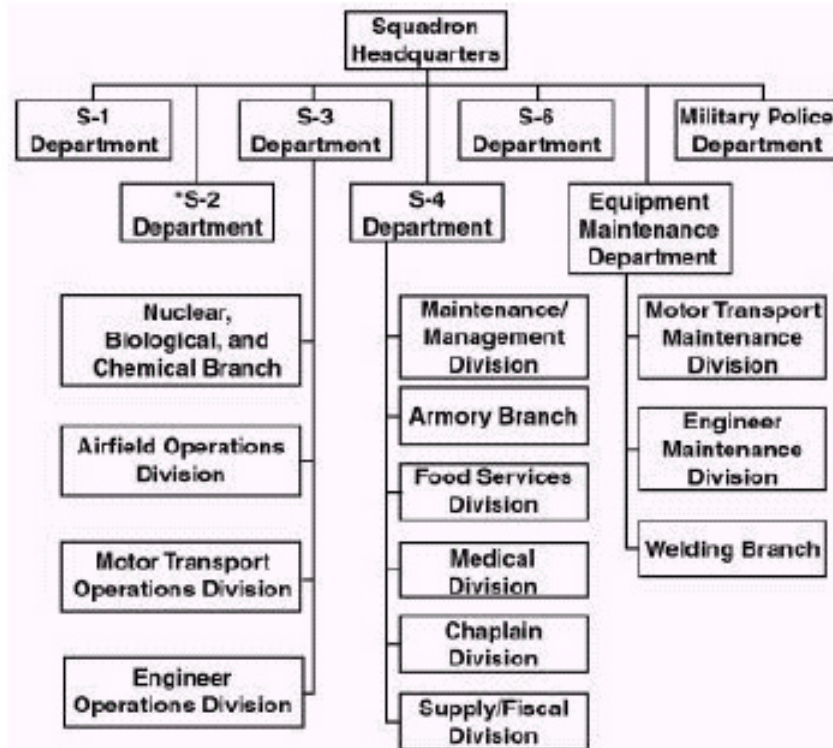 Squadron
Headquarters
S-1
Department
S-3
Department
S-6
Department
Military Police
Department
*S-2
Department
S-4
Department
Equipment
Maintenance
Department
Nuclear,
Biological, and
Chemical Branch
Airfield Operations
Division
Motor Transport
Operations Division
Engineer
Operations Division
Maintenance/
Management
Division
Armory Branch
Food Services
Division
Medical
Division
Chaplain
Division
Supply/Fiscal
Division
Motor Transport
Maintenance
Division
Engineer
Maintenance
Division
Welding Branch